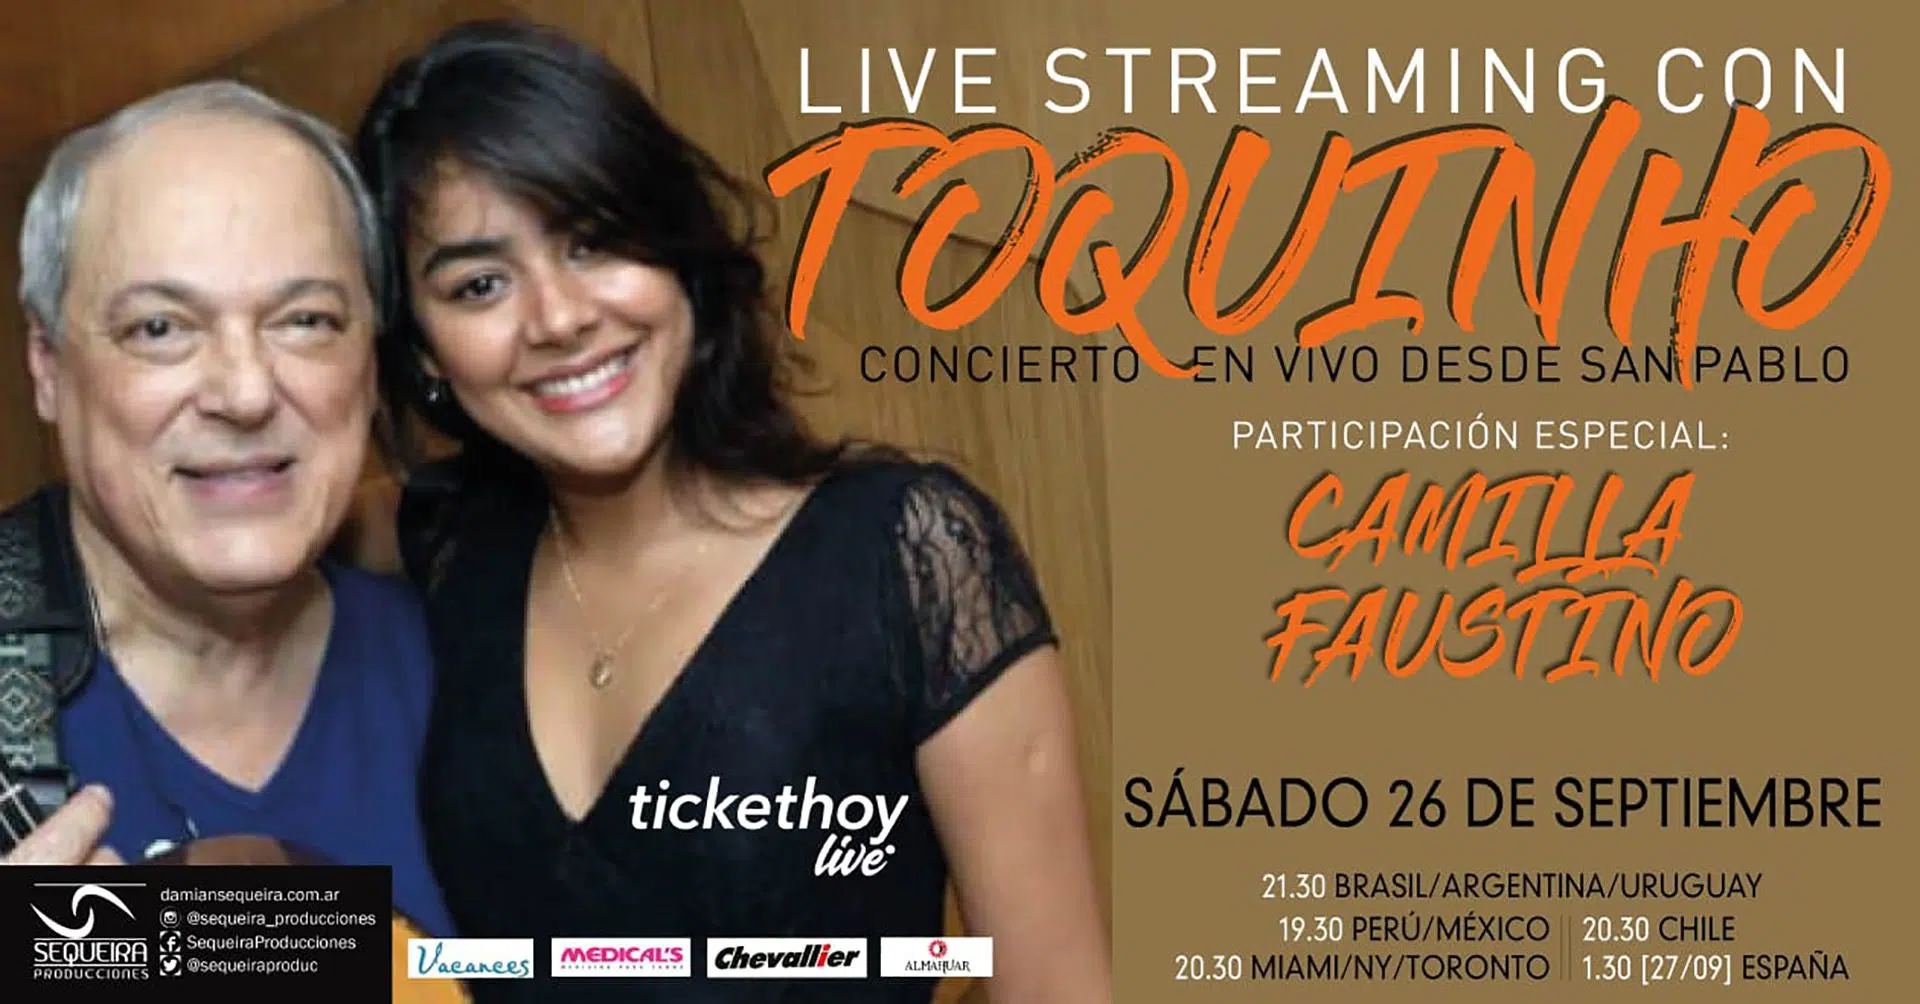 LIVE STREAMING CON
TOQUINHO
CONCIERTO EN VIVO DESDE SAN PABLO
PARTICIPACIÓN ESPECIAL:
CAMILLA
FAUSTINO
SÁBADO 26 DE SEPTIEMBRE
21.30 BRASIL/ARGENTINA/URUGUAY
19.30 PERÚ/MÉXICO || 20.30 CHILE
20.30 MIAMI/NY/TORONTO || 1.30 [27/09] ESPAÑA
tickethoy
live
SEQUEIRA
PRODUCCIONES
damiansequeira.com.ar
@sequeira_producciones
SequeiraProducciones
@sequeiraproduc
Vacances
MEDICAL'S
Chevallier
ALMAHUAR